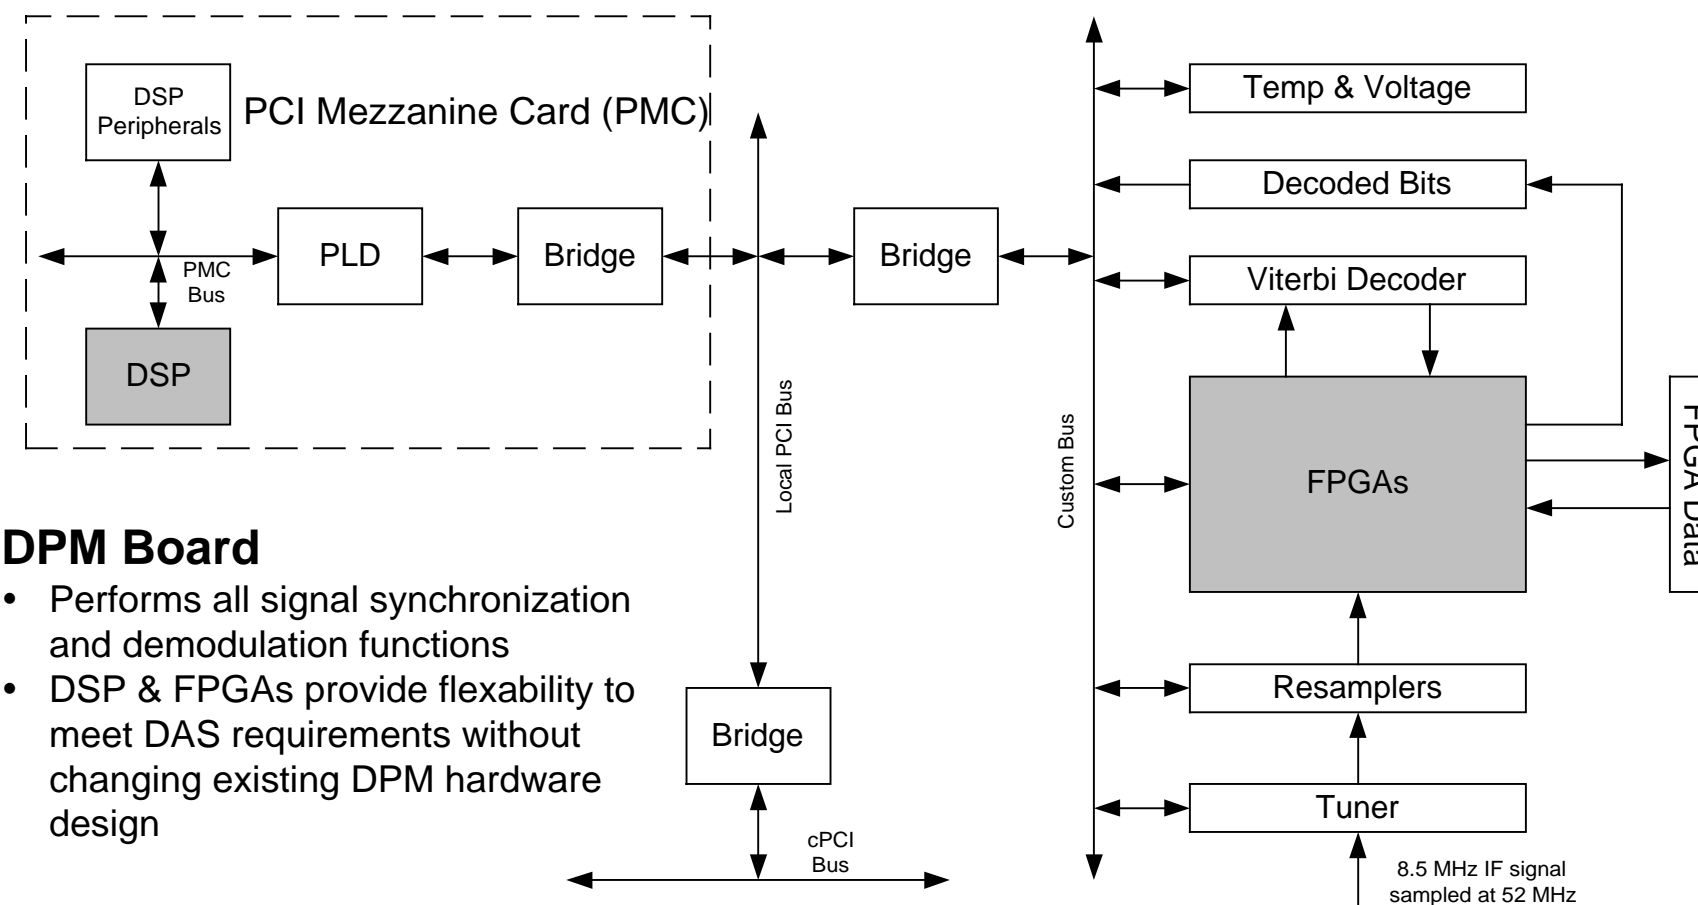 DSP
Peripherals
PCI Mezzanine Card (PMC)
PLD
Bridge
PMC
Bus
DSP
Bridge
Local PCI Bus
Custom Bus
Temp & Voltage
Decoded Bits
Viterbi Decoder
FPGAs
FPGA Data
Resamplers
Tuner
8.5 MHz IF signal
sampled at 52 MHz
DPM Board
• Performs all signal synchronization
and demodulation functions
• DSP & FPGAs provide flexability to
meet DAS requirements without
changing existing DPM hardware
design
Bridge
cPCI
Bus